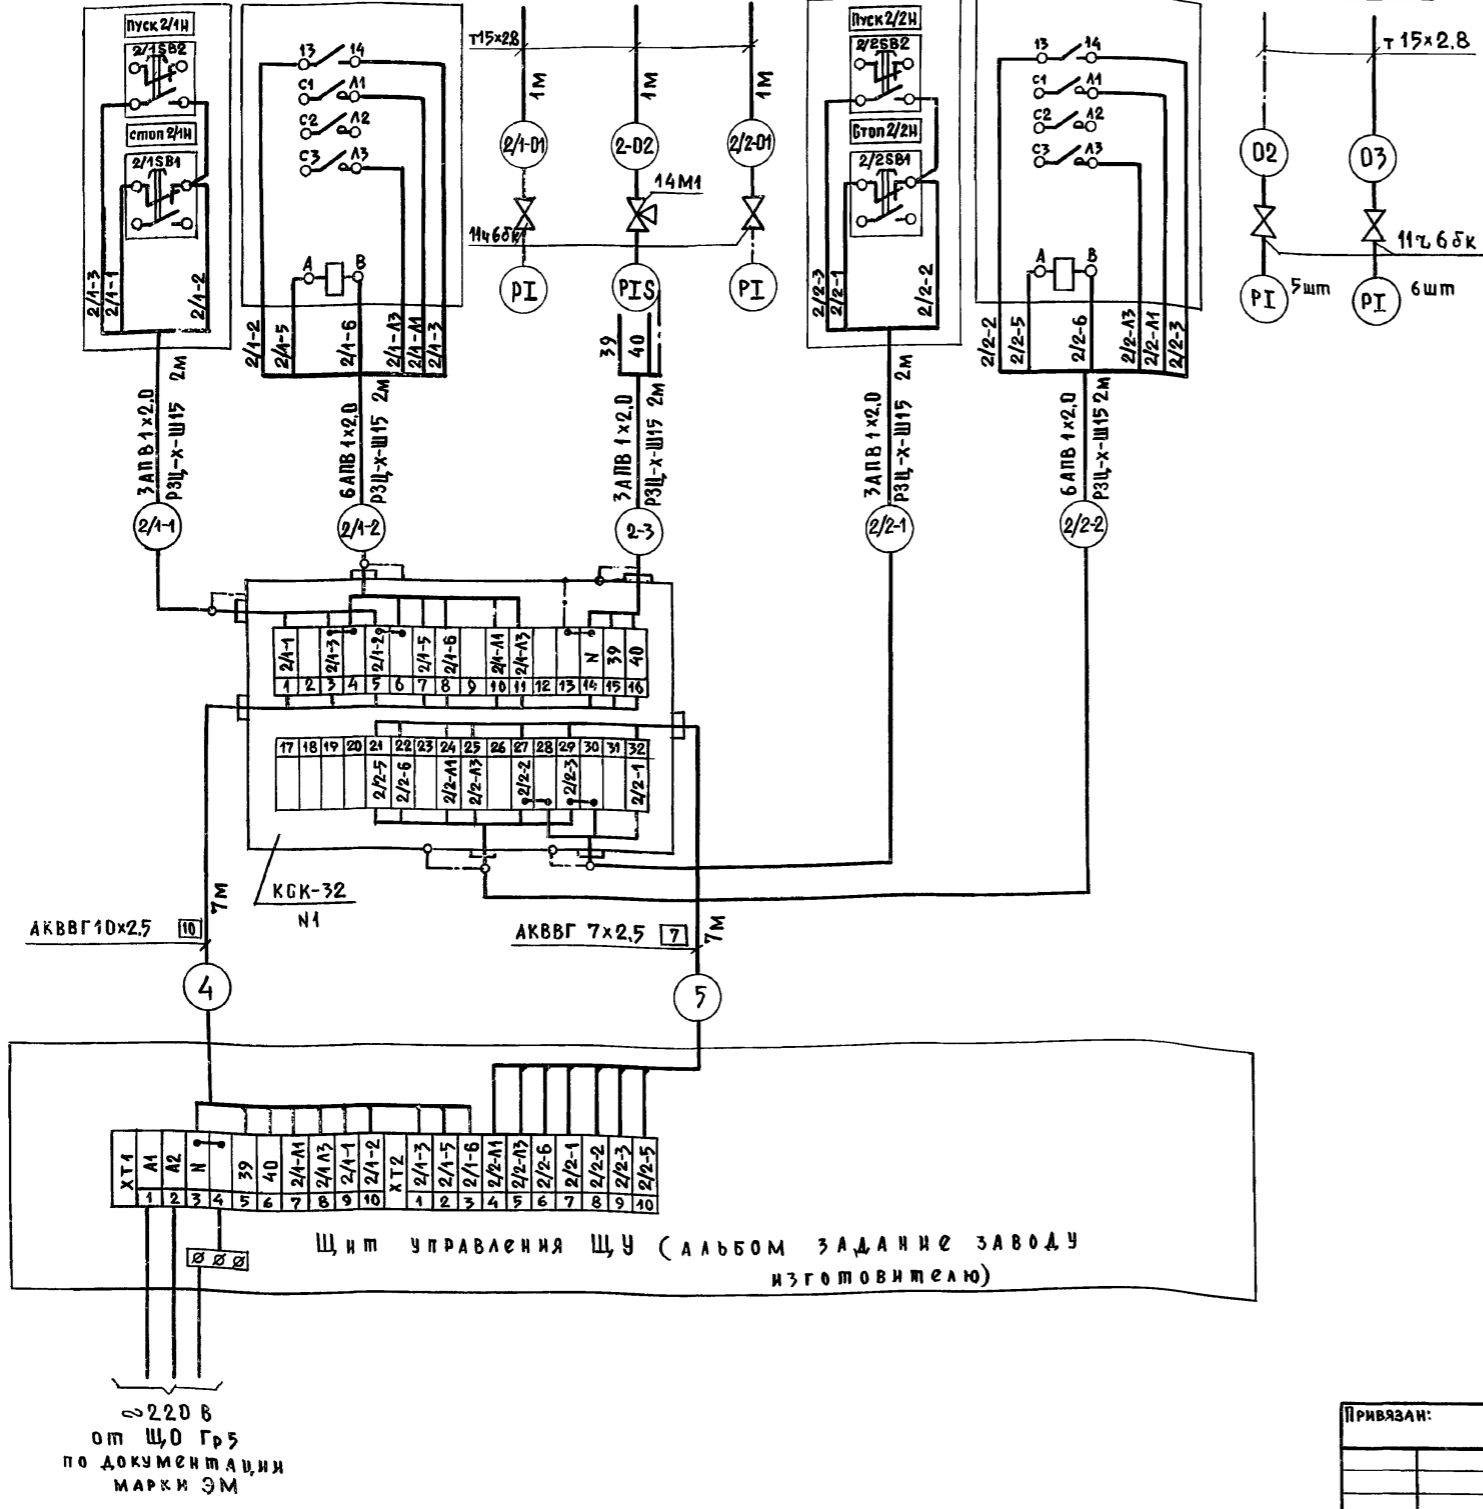 Пуск 2/1Н
2/1SB2
стоп 2/1Н
2/1SB1
2/1-3
2/1-1
2/1-2
13 14
С1 Л1
С2 Л2
С3 Л3
А В
2/1-2
2/1-5
2/1-6
2/1-Л3
2/1-Л1
2/1-3
т15х2,8
1М
1М
1М
2/1-01
2-02
2/2-01
14М1
11ч6бк
PI
PIS
PI
39
40
Пуск 2/2Н
2/2SB2
Стоп 2/2Н
2/2SB1
2/2-3
2/2-1
2/2-2
13 14
С1 Л1
С2 Л2
С3 Л3
А В
2/2-2
2/2-5
2/2-6
2/2-Л3
2/2-Л1
2/2-3
т15х2,8
02
03
11ч6бк
PI 5шт
PI 6шт
3АПВ1х2,0
РЗЦ-х-Ш15 2м
6АПВ1х2,0
РЗЦ-х-Ш15 2м
3АПВ1х2,0
РЗЦ-х-Ш15 2м
3АПВ1х2,0
РЗЦ-х-Ш15 2м
6АПВ1х2,0
РЗЦ-х-Ш15 2м
2/1-1
2/1-2
2-3
2/2-1
2/2-2
2/1-1 2/1-3 2/1-2 2/1-5 2/1-6 2/1-Л1 2/1-Л3 N 39 40
1 2 3 4 5 6 7 8 9 10 11 12 13 14 15 16
17 18 19 20 21 22 23 24 25 26 27 28 29 30 31 32
2/2-5 2/2-6 2/2-Л1 2/2-Л3 2/2-2 2/2-3 2/2-1
КСК-32
N1
7М
АКВВГ10х2,5 10
АКВВГ 7х2,5 7
7М
4
5
ХТ1 А1 А2 N 39 40 2/1-Л1 2/1Л3 2/1-1 2/1-2 ХТ2 2/1-3 2/1-5 2/1-6 2/2-Л1 2/2-Л3 2/2-6 2/2-1 2/2-2 2/2-3 2/2-5
1 2 3 4 5 6 7 8 9 10 1 2 3 4 5 6 7 8 9 10
Щит управления ЩУ (альбом задание заводу
изготовителю)
~220 В
от ЩО Гр5
по документации
марки ЭМ
Привязан: